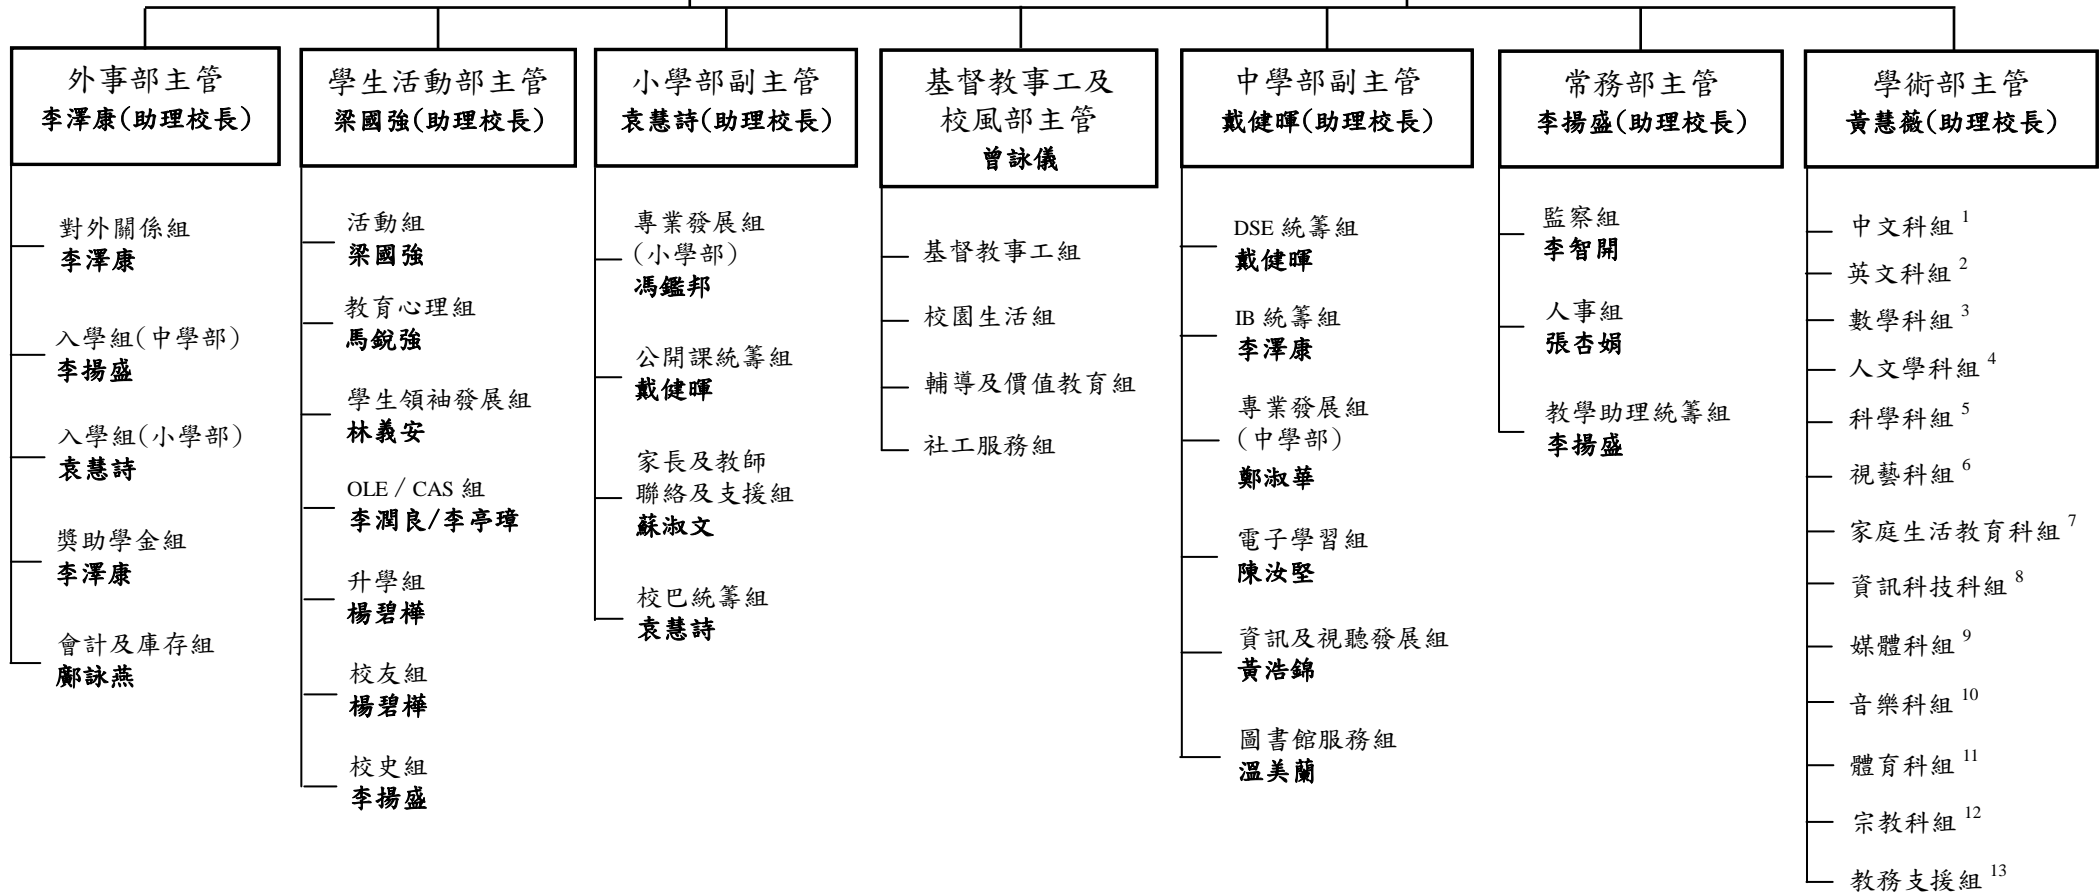 外事部主管
李澤康(助理校長)
對外關係組
李澤康
入學組(中學部)
李揚盛
入學組(小學部)
袁慧詩
獎助學金組
李澤康
會計及庫存組
鄺詠燕
學生活動部主管
梁國強(助理校長)
活動組
梁國強
教育心理組
馬銳強
學生領袖發展組
林義安
OLE / CAS 組
李潤良/李亭璋
升學組
楊碧樺
校友組
楊碧樺
校史組
李揚盛
小學部副主管
袁慧詩(助理校長)
專業發展組
(小學部)
馮鑑邦
公開課統籌組
戴健暉
家長及教師
聯絡及支援組
蘇淑文
校巴統籌組
袁慧詩
基督教事工及
校風部主管
曾詠儀
基督教事工組
校園生活組
輔導及價值教育組
社工服務組
中學部副主管
戴健暉(助理校長)
DSE 統籌組
戴健暉
IB 統籌組
李澤康
專業發展組
(中學部)
鄭淑華
電子學習組
陳汝堅
資訊及視聽發展組
黃浩錦
圖書館服務組
溫美蘭
常務部主管
李揚盛(助理校長)
監察組
李智開
人事組
張杏娟
教學助理統籌組
李揚盛
學術部主管
黃慧薇(助理校長)
中文科組 1
英文科組 2
數學科組 3
人文學科組 4
科學科組 5
視藝科組 6
家庭生活教育科組 7
資訊科技科組 8
媒體科組 9
音樂科組 10
體育科組 11
宗教科組 12
教務支援組 13